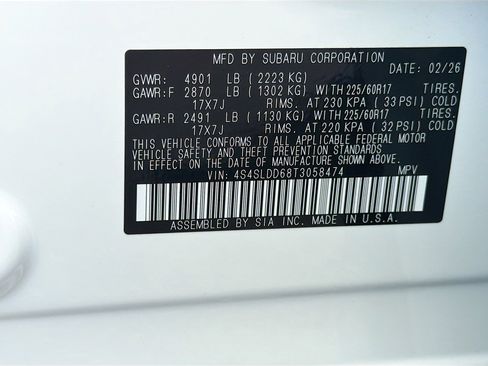 MFD BY SUBARU CORPORATION
GVWR: 4901 LB ( 2223 KG) DATE: 02/26
GAWR:F 2870 LB ( 1302 KG) WITH 225/60R17 TIRES.
17X7J RIMS. AT 230 KPA ( 33 PSI) COLD
GAWR:R 2491 LB ( 1130 KG) WITH 225/60R17 TIRES.
17X7J RIMS. AT 220 KPA ( 32 PSI) COLD
THIS VEHICLE CONFORMS TO ALL APPLICABLE FEDERAL MOTOR
VEHICLE SAFETY, BUMPER, AND THEFT PREVENTION STANDARDS
IN EFFECT ON THE DATE OF MANUFACTURE SHOWN ABOVE.
VIN: 4S4SLDD68T3058474 MPV
ASSEMBLED BY SIA INC. MADE IN U.S.A.